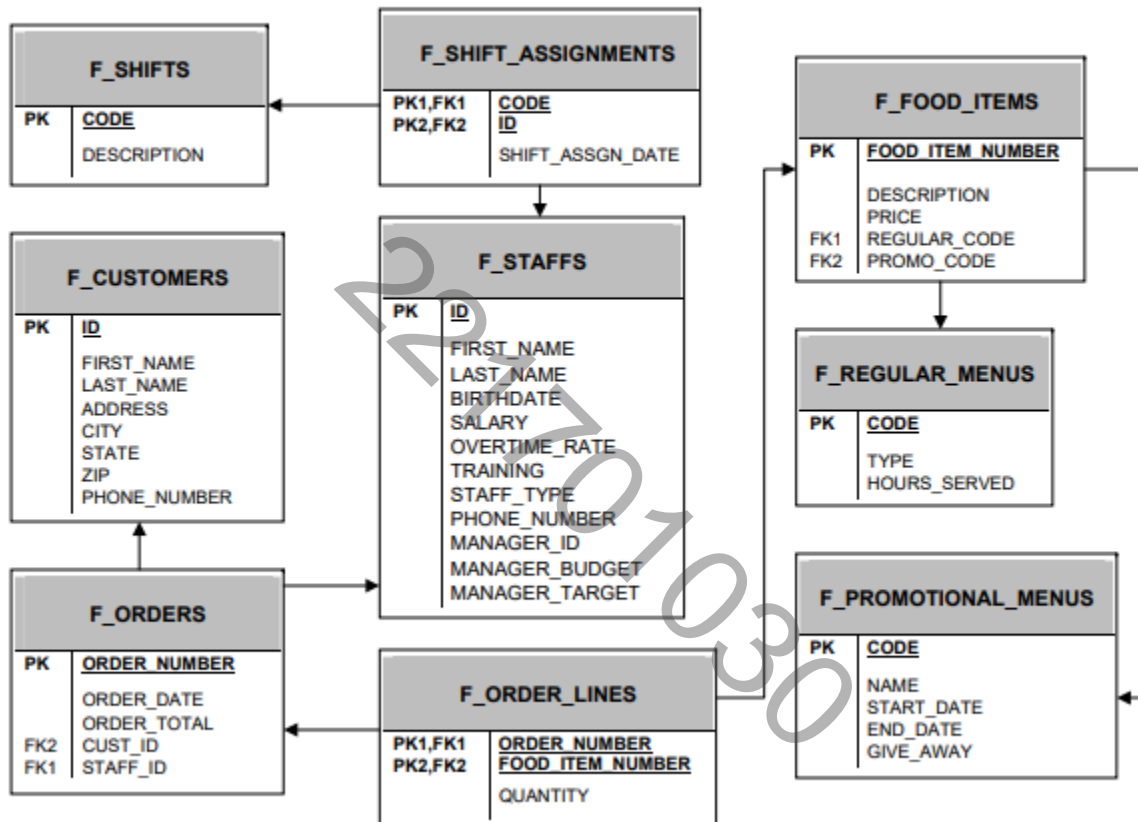 F_SHIFTS
PK CODE
DESCRIPTION
F_SHIFT_ASSIGNMENTS
PK1,FK1 CODE
PK2,FK2 ID
SHIFT_ASSGN_DATE
F_FOOD_ITEMS
PK FOOD_ITEM_NUMBER
DESCRIPTION
PRICE
FK1 REGULAR_CODE
FK2 PROMO_CODE
F_CUSTOMERS
PK ID
FIRST_NAME
LAST_NAME
ADDRESS
CITY
STATE
ZIP
PHONE_NUMBER
F_STAFFS
PK ID
FIRST_NAME
LAST_NAME
BIRTHDATE
SALARY
OVERTIME_RATE
TRAINING
STAFF_TYPE
PHONE_NUMBER
MANAGER_ID
MANAGER_BUDGET
MANAGER_TARGET
F_REGULAR_MENUS
PK CODE
TYPE
HOURS_SERVED
F_ORDERS
PK ORDER_NUMBER
ORDER_DATE
ORDER_TOTAL
FK2 CUST_ID
FK1 STAFF_ID
F_ORDER_LINES
PK1,FK1 ORDER_NUMBER
PK2,FK2 FOOD_ITEM_NUMBER
QUANTITY
F_PROMOTIONAL_MENUS
PK CODE
NAME
START_DATE
END_DATE
GIVE_AWAY
221701030